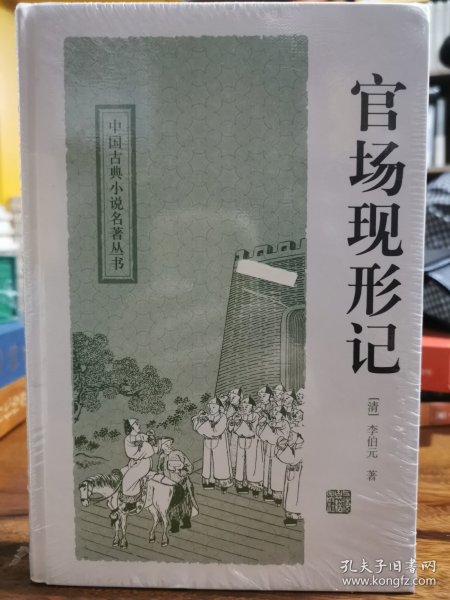 官场现形记
[清] 李伯元 著
中国古典小说名著丛书
孔夫子旧书网
www.kongfz.com